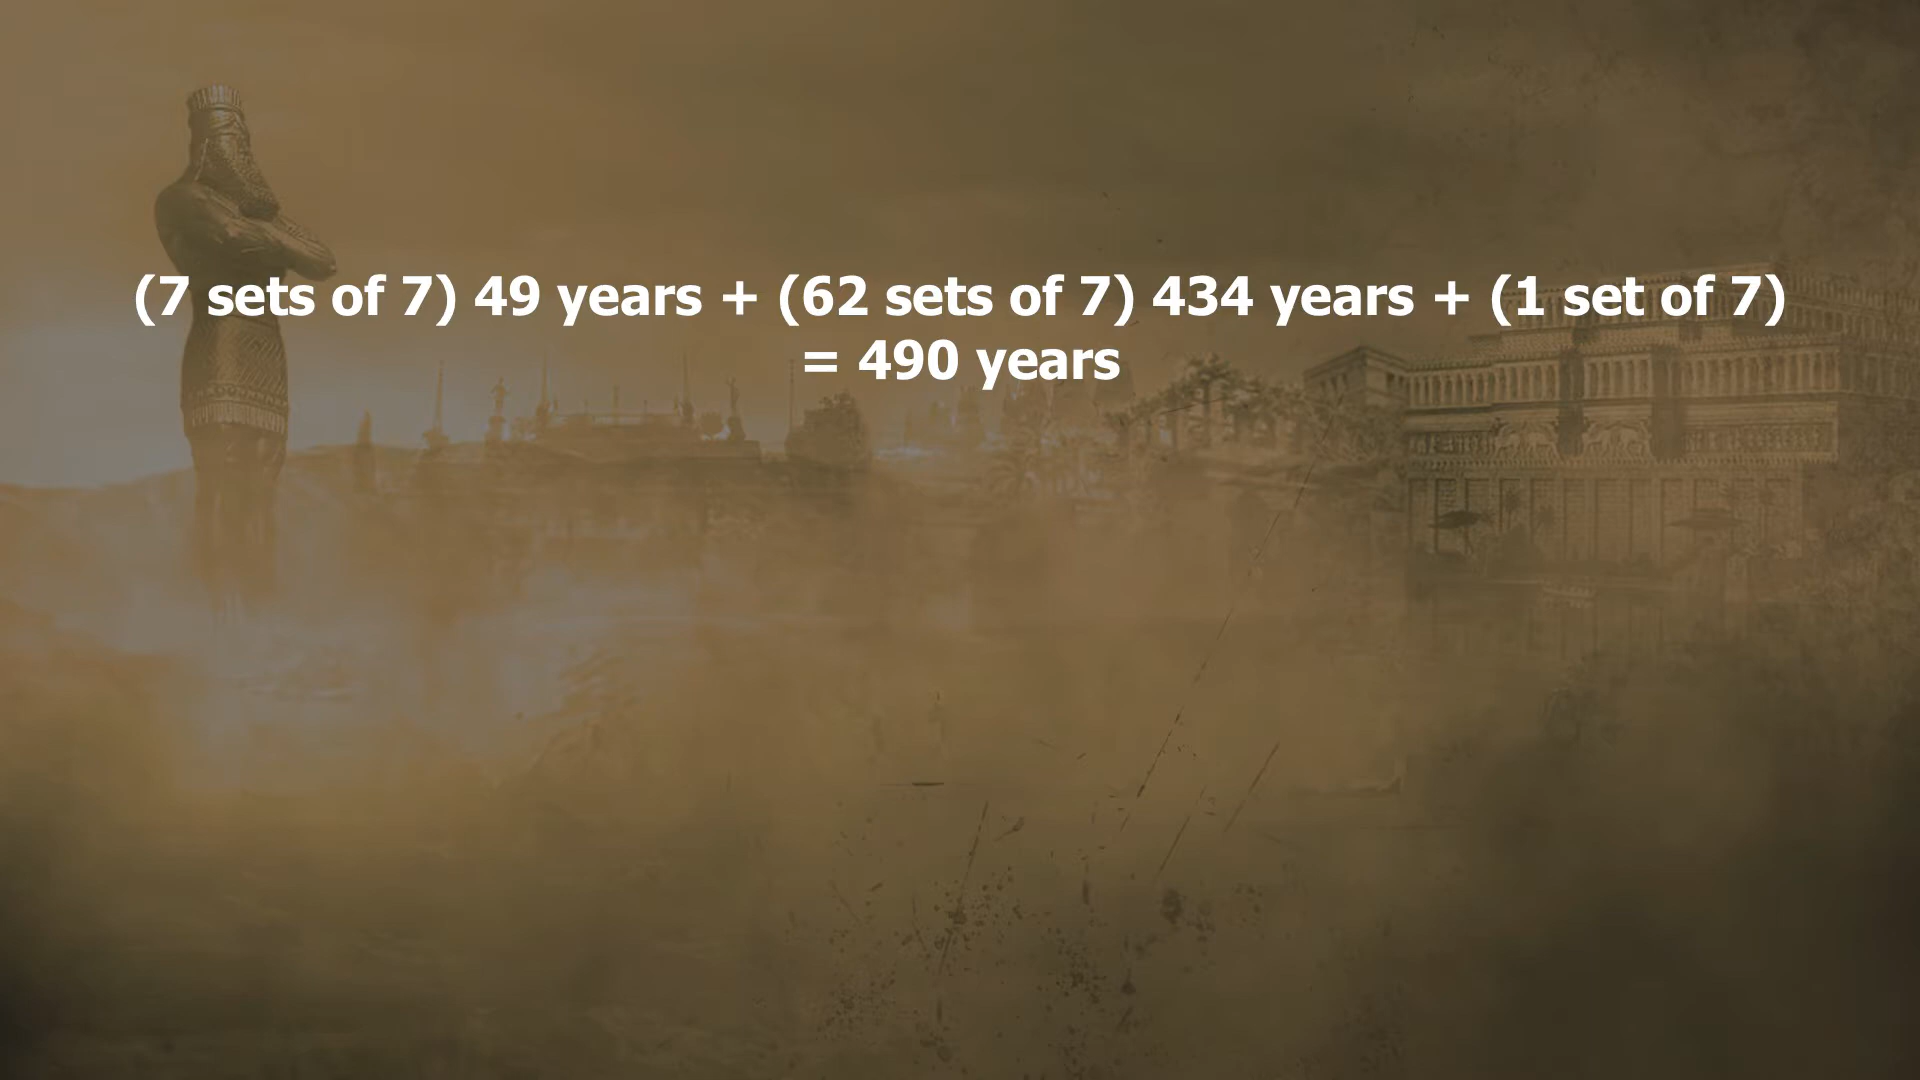 (7 sets of 7) 49 years + (62 sets of 7) 434 years + (1 set of 7)
= 490 years